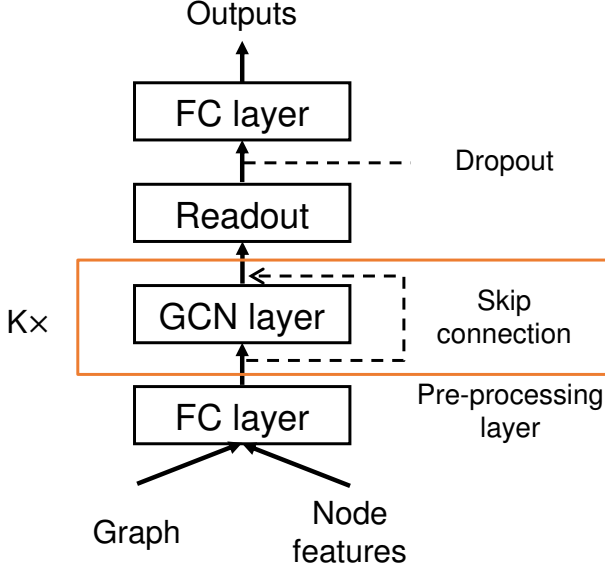 Outputs
FC layer
Dropout
Readout
K×
GCN layer
Skip
connection
FC layer
Pre-processing
layer
Graph
Node
features